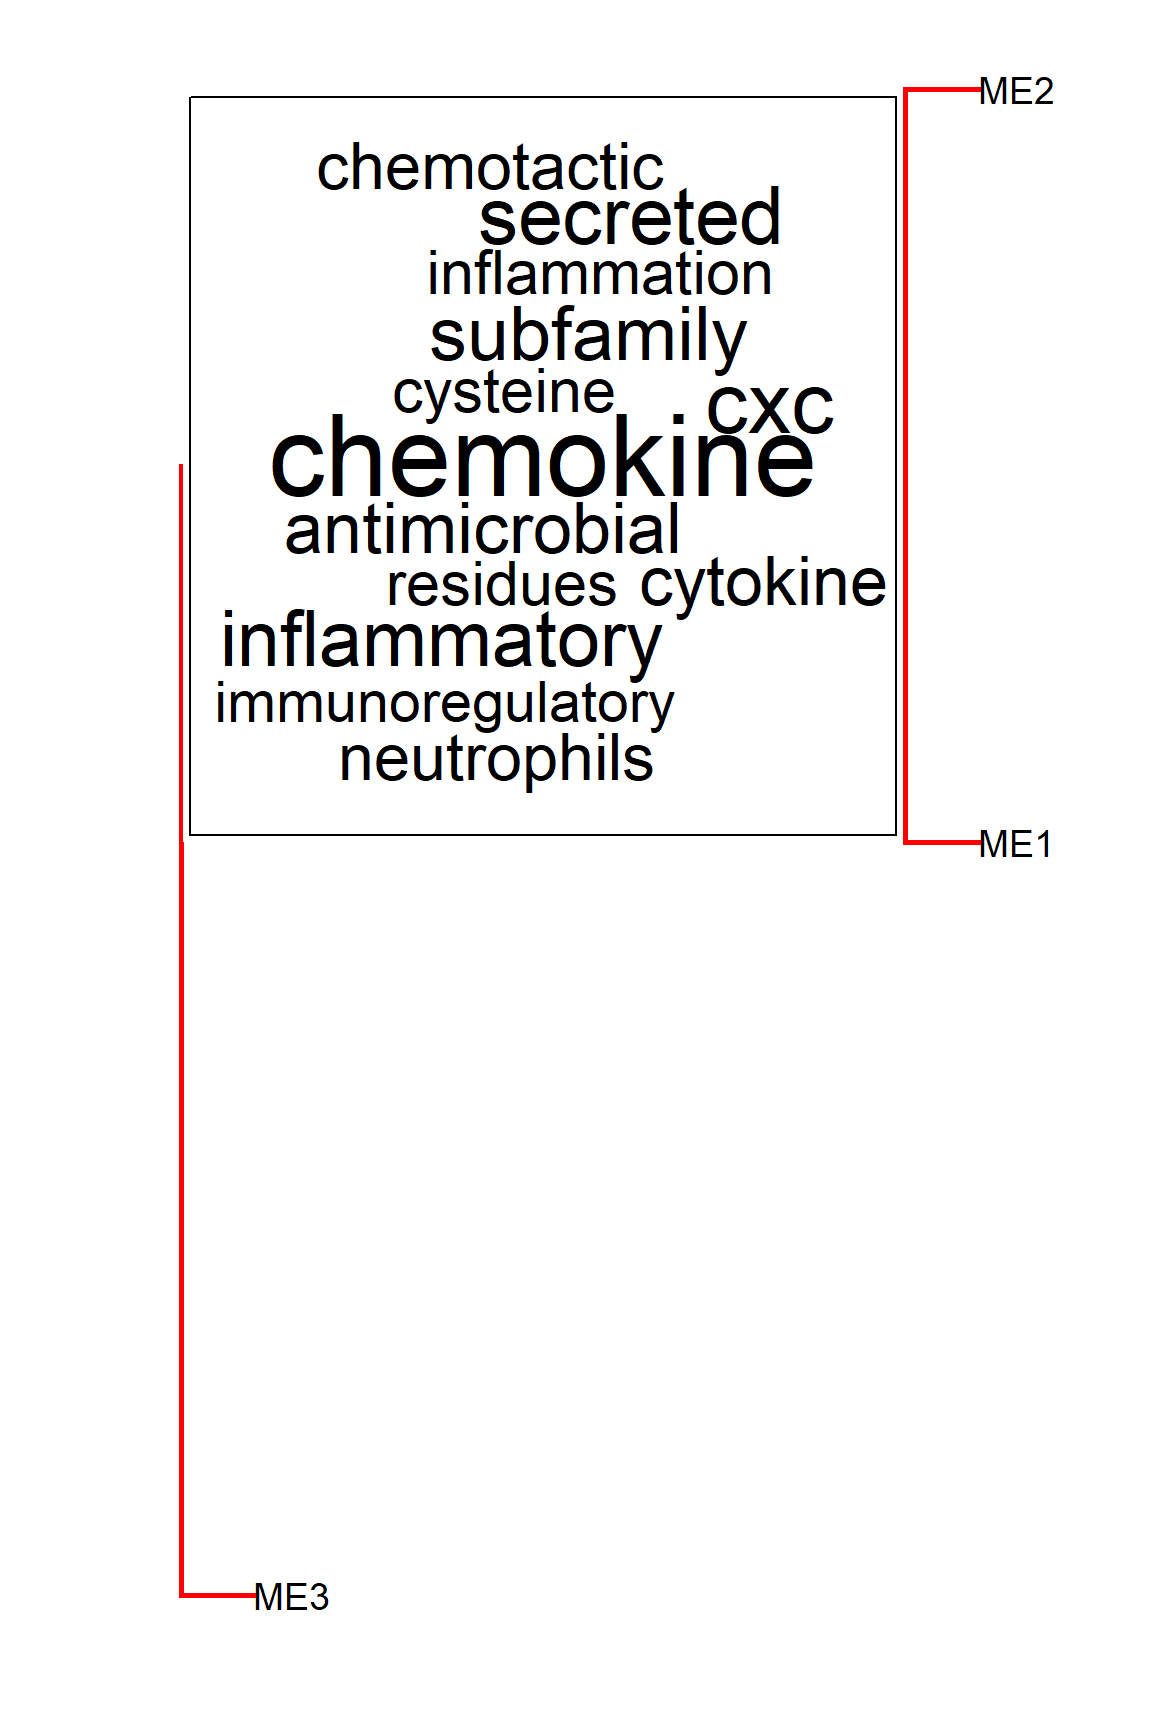 ME2
chemotactic
secreted
inflammation
subfamily
cysteine
cxc
chemokine
antimicrobial
residues cytokine
inflammatory
immunoregulatory
neutrophils
ME1
ME3